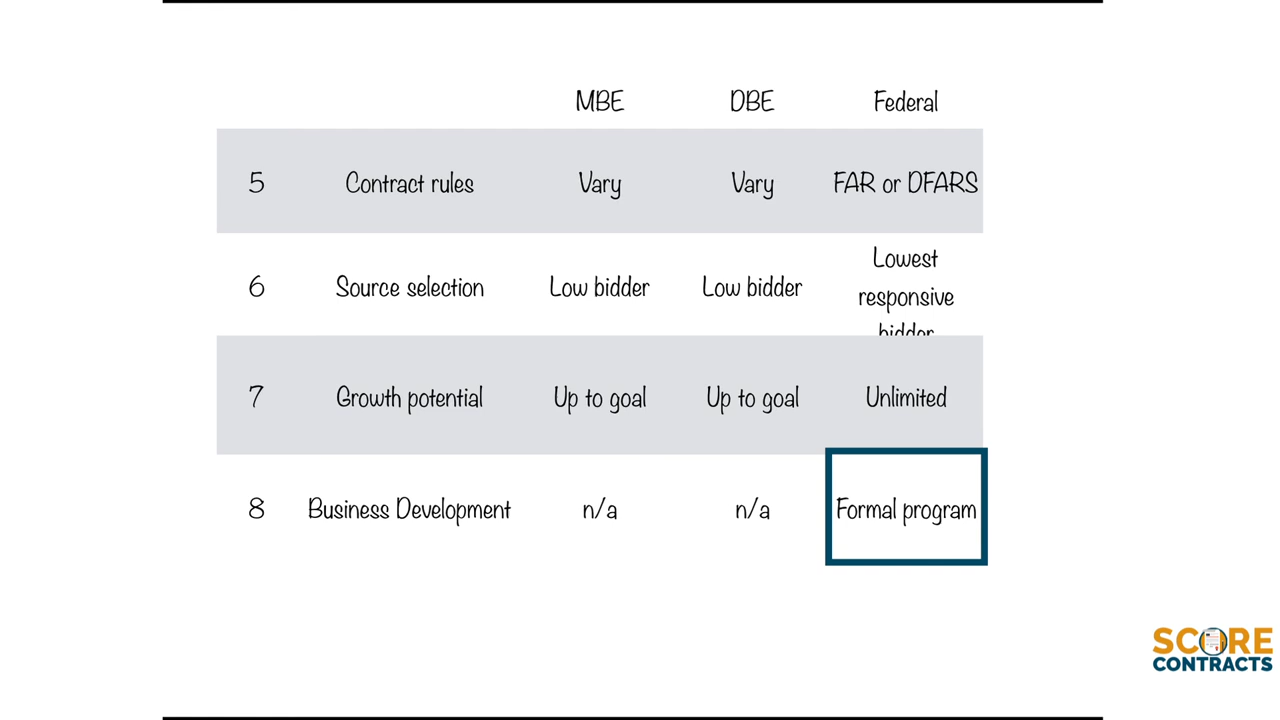 MBE DBE Federal
5 Contract rules Vary Vary FAR or DFARS
6 Source selection Low bidder Low bidder Lowest
responsive
bidder
7 Growth potential Up to goal Up to goal Unlimited
8 Business Development n/a n/a Formal program
SCORE
CONTRACTS